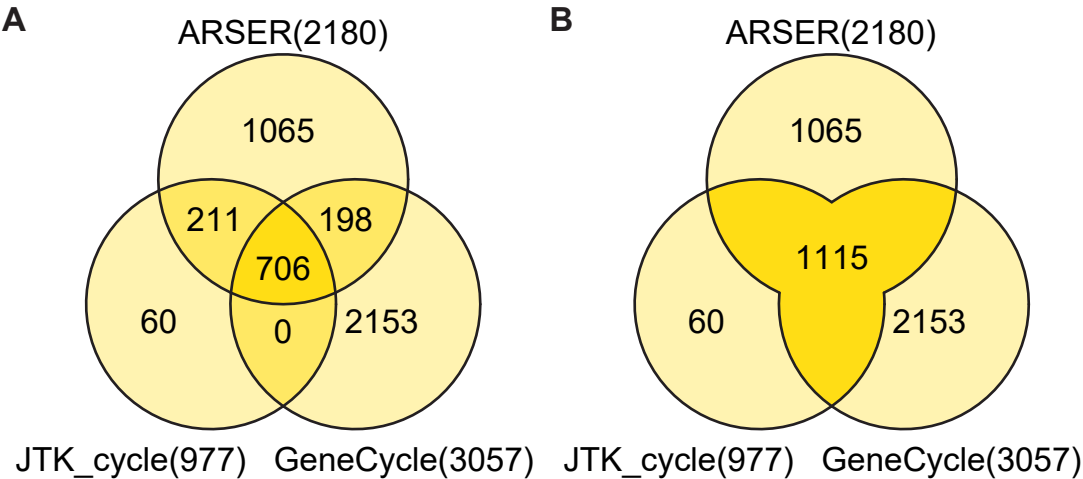 A
ARSER(2180)
1065
211
198
706
60
0
2153
JTK_cycle(977)
GeneCycle(3057)
B
ARSER(2180)
1065
1115
60
2153
JTK_cycle(977)
GeneCycle(3057)